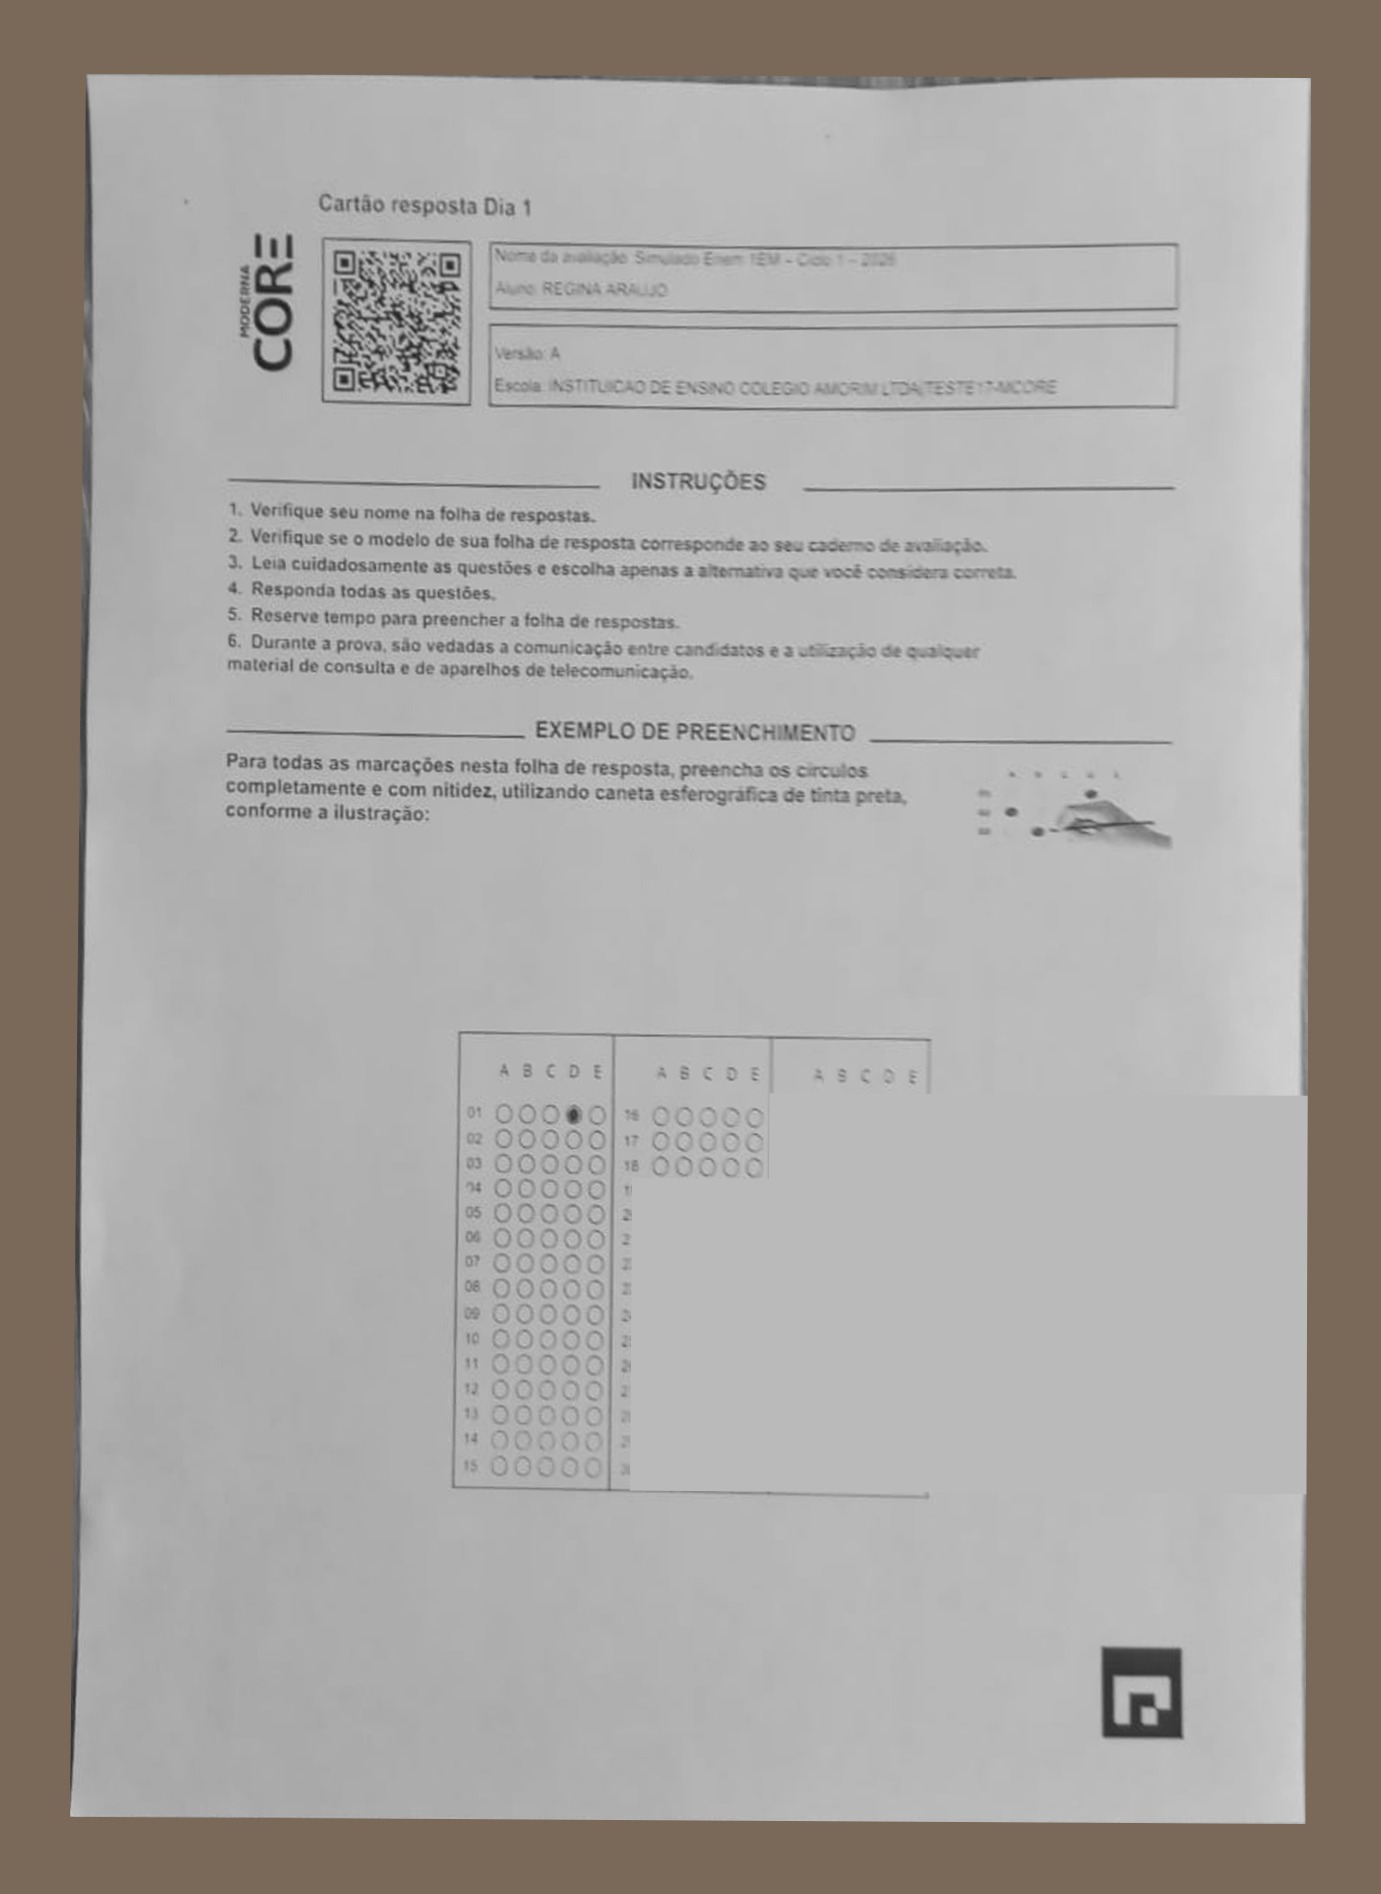 Cartão resposta Dia 1
MODERNA
CORE
Nome da avaliação: Simulado Enem 1EM - Ciclo 1 - 2026
Aluno: REGINA ARAUJO
Versão: A
Escola: INSTITUICAO DE ENSINO COLEGIO AMORIM LTDA(TESTE17-MCORE
INSTRUÇÕES
1. Verifique seu nome na folha de respostas.
2. Verifique se o modelo de sua folha de resposta corresponde ao seu caderno de avaliação.
3. Leia cuidadosamente as questões e escolha apenas a alternativa que você considera correta.
4. Responda todas as questões.
5. Reserve tempo para preencher a folha de respostas.
6. Durante a prova, são vedadas a comunicação entre candidatos e a utilização de qualquer
material de consulta e de aparelhos de telecomunicação.
EXEMPLO DE PREENCHIMENTO
Para todas as marcações nesta folha de resposta, preencha os círculos
completamente e com nitidez, utilizando caneta esferográfica de tinta preta,
conforme a ilustração:
A B C D E A B C D E A B C D E
01 16
02 17
03 18
04
05
06
07
08
09
10
11
12
13
14
15